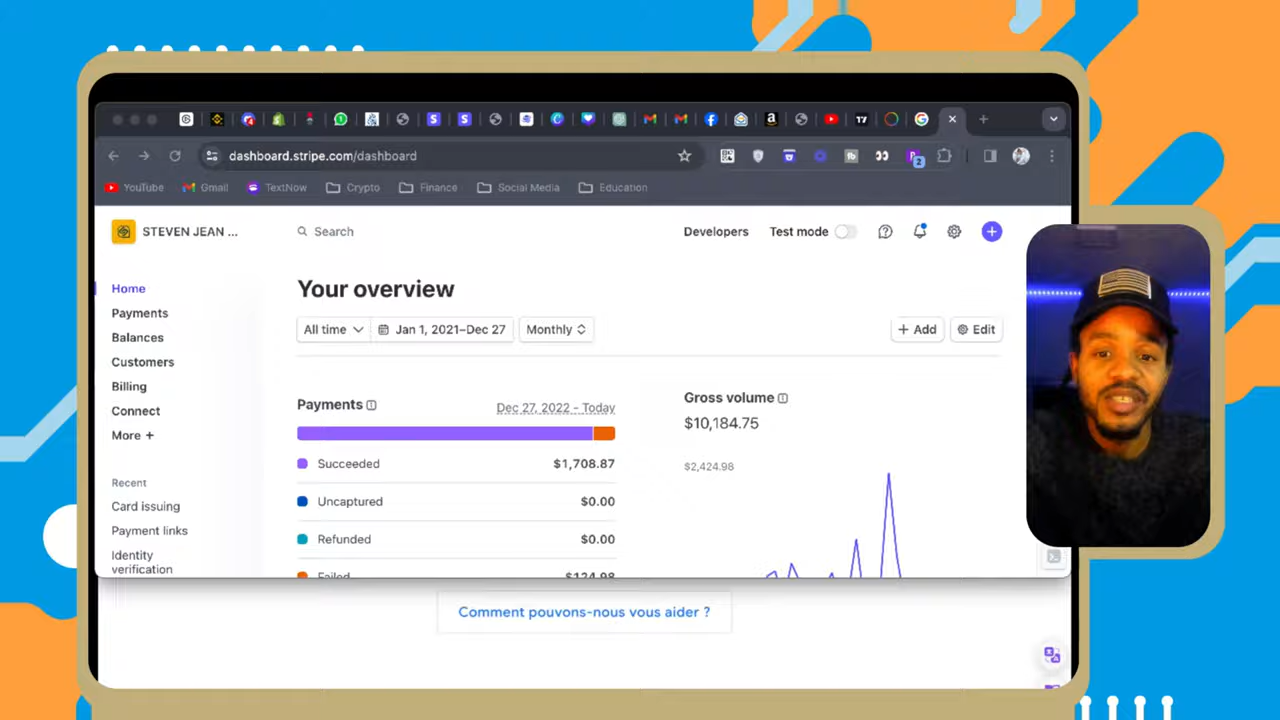 dashboard.stripe.com/dashboard
YouTube
Gmail
TextNow
Crypto
Finance
Social Media
Education
STEVEN JEAN ...
Search
Developers
Test mode
Home
Payments
Balances
Customers
Billing
Connect
More +
Recent
Card issuing
Payment links
Identity
verification
Your overview
All time
Jan 1, 2021–Dec 27
Monthly
+ Add
Edit
Payments
Dec 27, 2022 - Today
Succeeded $1,708.87
Uncaptured $0.00
Refunded $0.00
Failed $124.98
Gross volume
$10,184.75
$2,424.98
Comment pouvons-nous vous aider ?